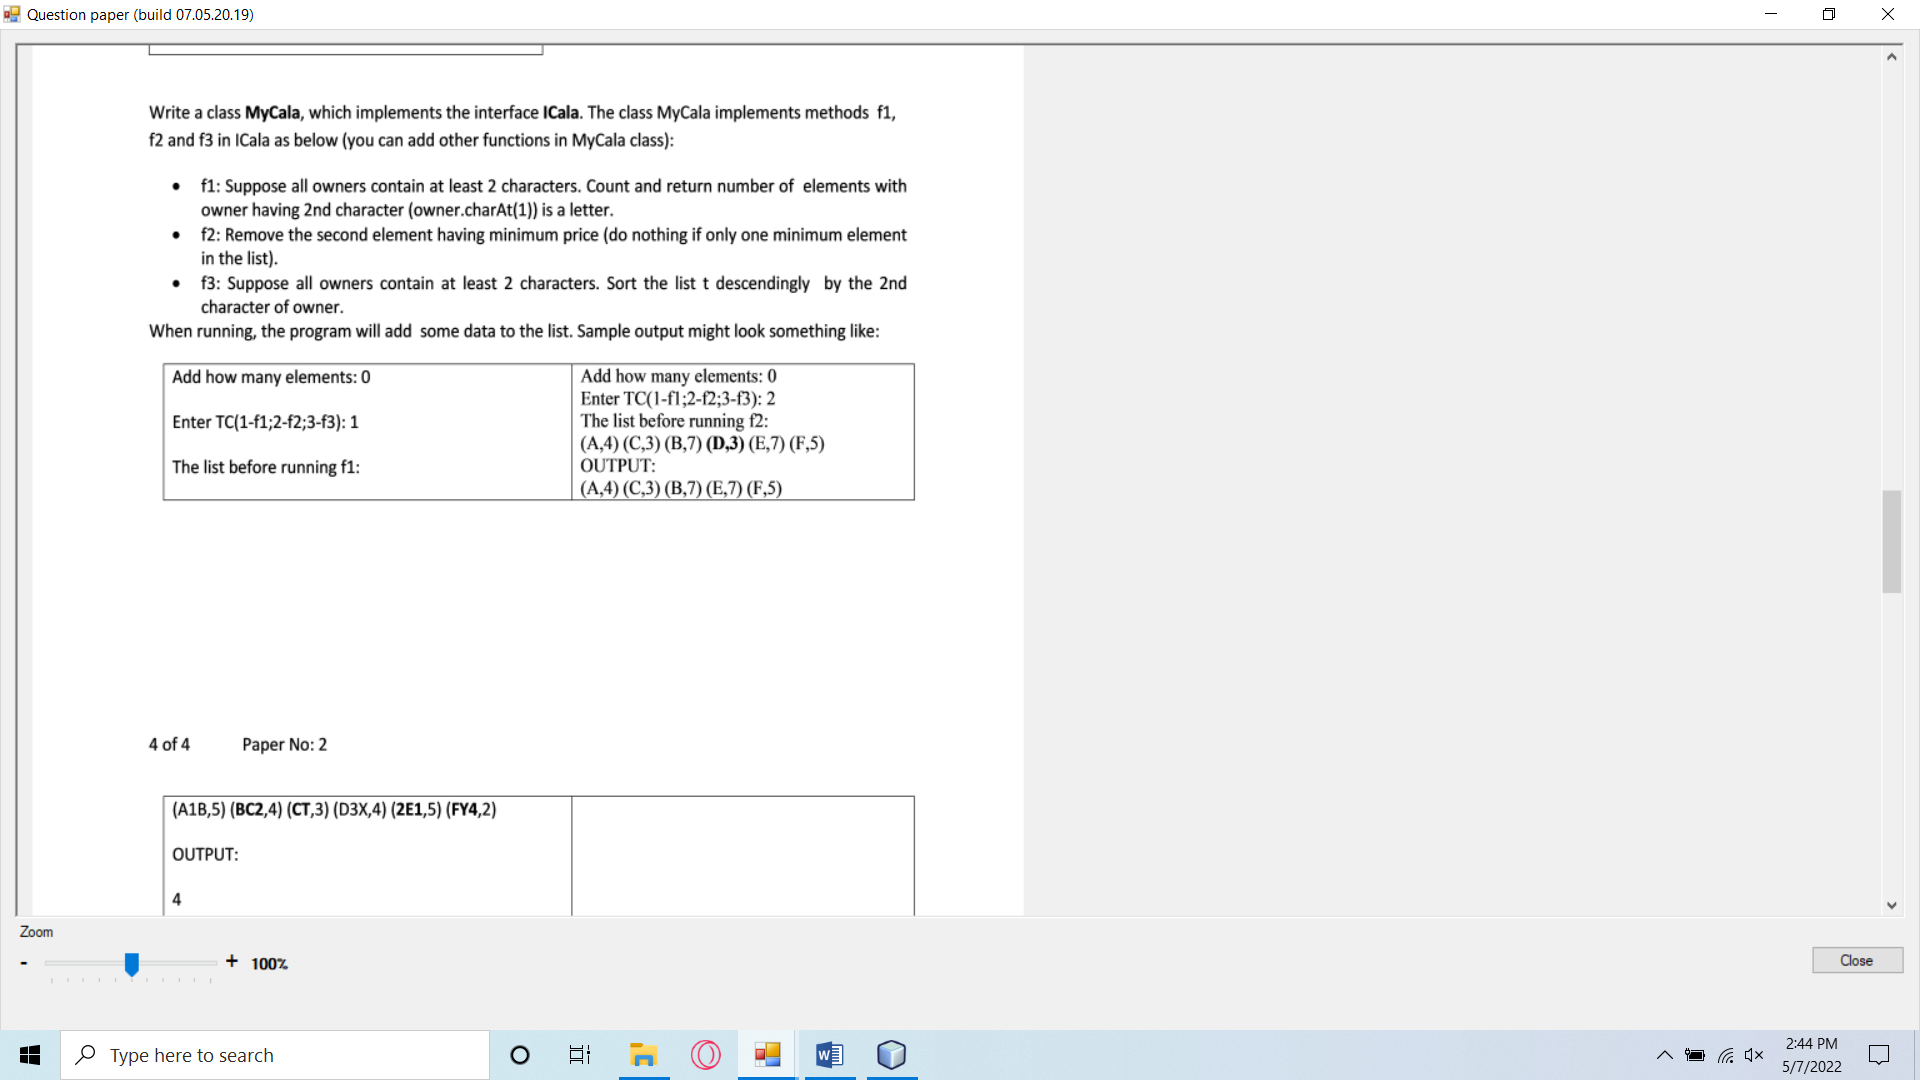 Question paper (build 07.05.20.19)
Write a class MyCala, which implements the interface ICala. The class MyCala implements methods  f1,
f2 and f3 in ICala as below (you can add other functions in MyCala class):
• f1: Suppose all owners contain at least 2 characters. Count and return number of  elements with
owner having 2nd character (owner.charAt(1)) is a letter.
• f2: Remove the second element having minimum price (do nothing if only one minimum element
in the list).
• f3: Suppose all owners contain at least 2 characters. Sort the list t descendingly  by the 2nd
character of owner.
When running, the program will add  some data to the list. Sample output might look something like:
Add how many elements: 0
Enter TC(1-f1;2-f2;3-f3): 1
The list before running f1:
Add how many elements: 0
Enter TC(1-f1;2-f2;3-f3): 2
The list before running f2:
(A,4) (C,3) (B,7) (D,3) (E,7) (F,5)
OUTPUT:
(A,4) (C,3) (B,7) (E,7) (F,5)
4 of 4 Paper No: 2
(A1B,5) (BC2,4) (CT,3) (D3X,4) (2E1,5) (FY4,2)
OUTPUT:
4
Zoom
- + 100%
Close
Type here to search
2:44 PM
5/7/2022